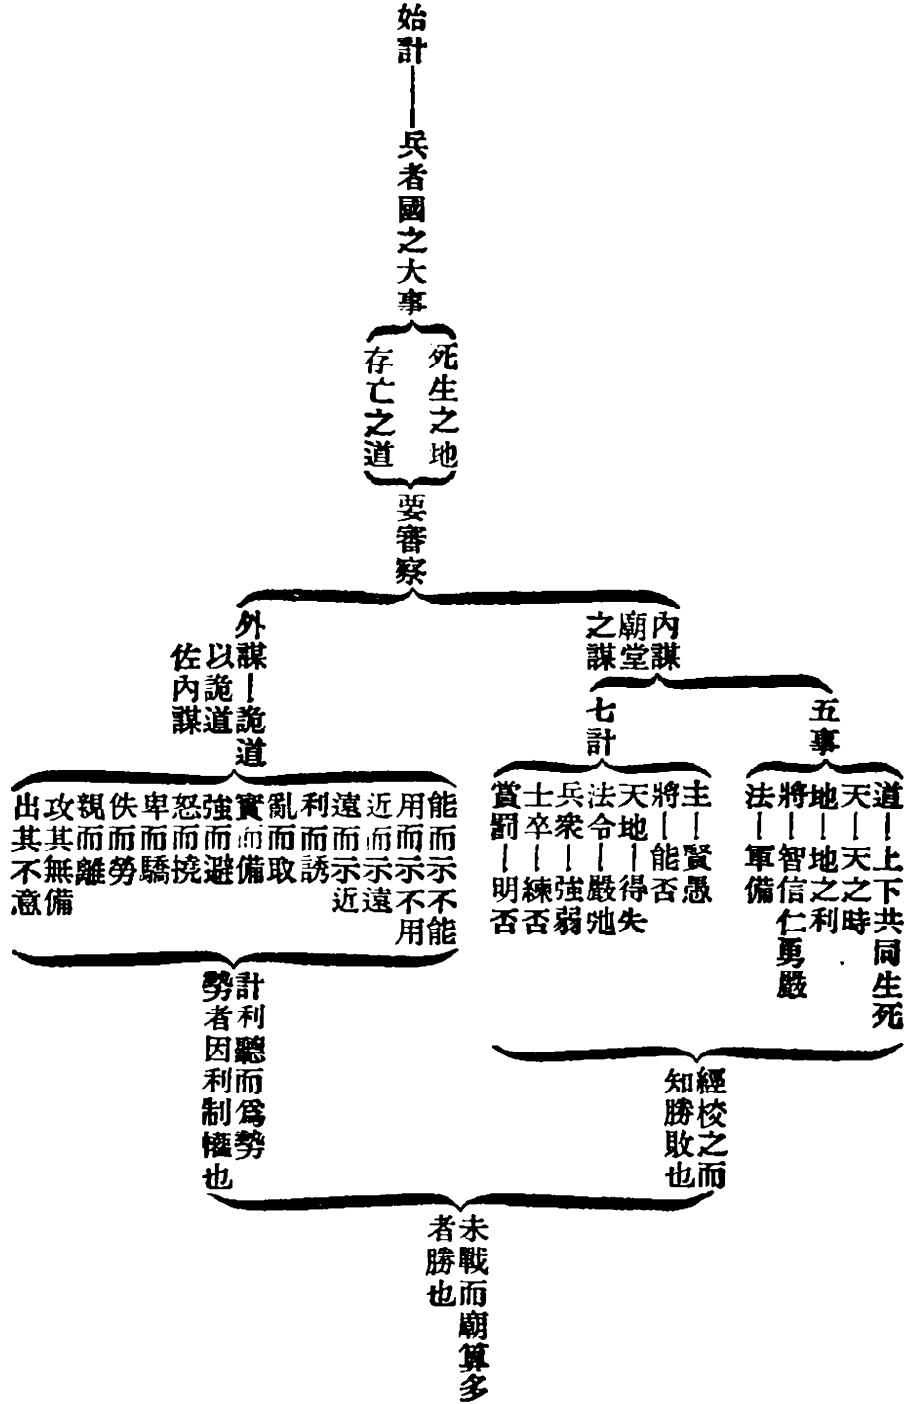 始計
兵者國之大事
死生之地
存亡之道
要審察
內謀
廟堂
之謀
五事
道―上下共同生死
天―天之時
地―地之利
將―智信仁勇嚴
法―軍備
七計
主―賢愚
將―能否
天地―得失
法令―嚴弛
兵衆―強弱
士卒―練否
賞罰―明否
經校之而
知勝敗也
外謀―詭道
以詭道
佐內謀
能而示不能
用而示不用
近而示遠
遠而示近
利而誘
亂而取
實而備
強而避
怒而撓
卑而驕
佚而勞
親而離
攻其無備
出其不意
計利聽而爲勢
勢者因利制權也
未戰而廟算多
者勝也